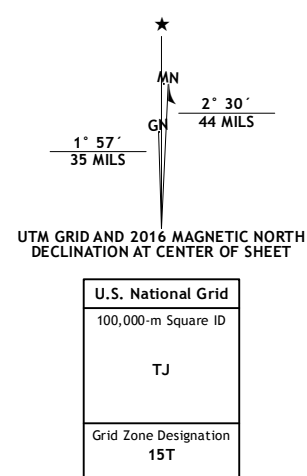 ★
MN
2° 30´
44 MILS
GN
1° 57´
35 MILS
UTM GRID AND 2016 MAGNETIC NORTH
DECLINATION AT CENTER OF SHEET
U.S. National Grid
100,000-m Square ID
TJ
Grid Zone Designation
15T